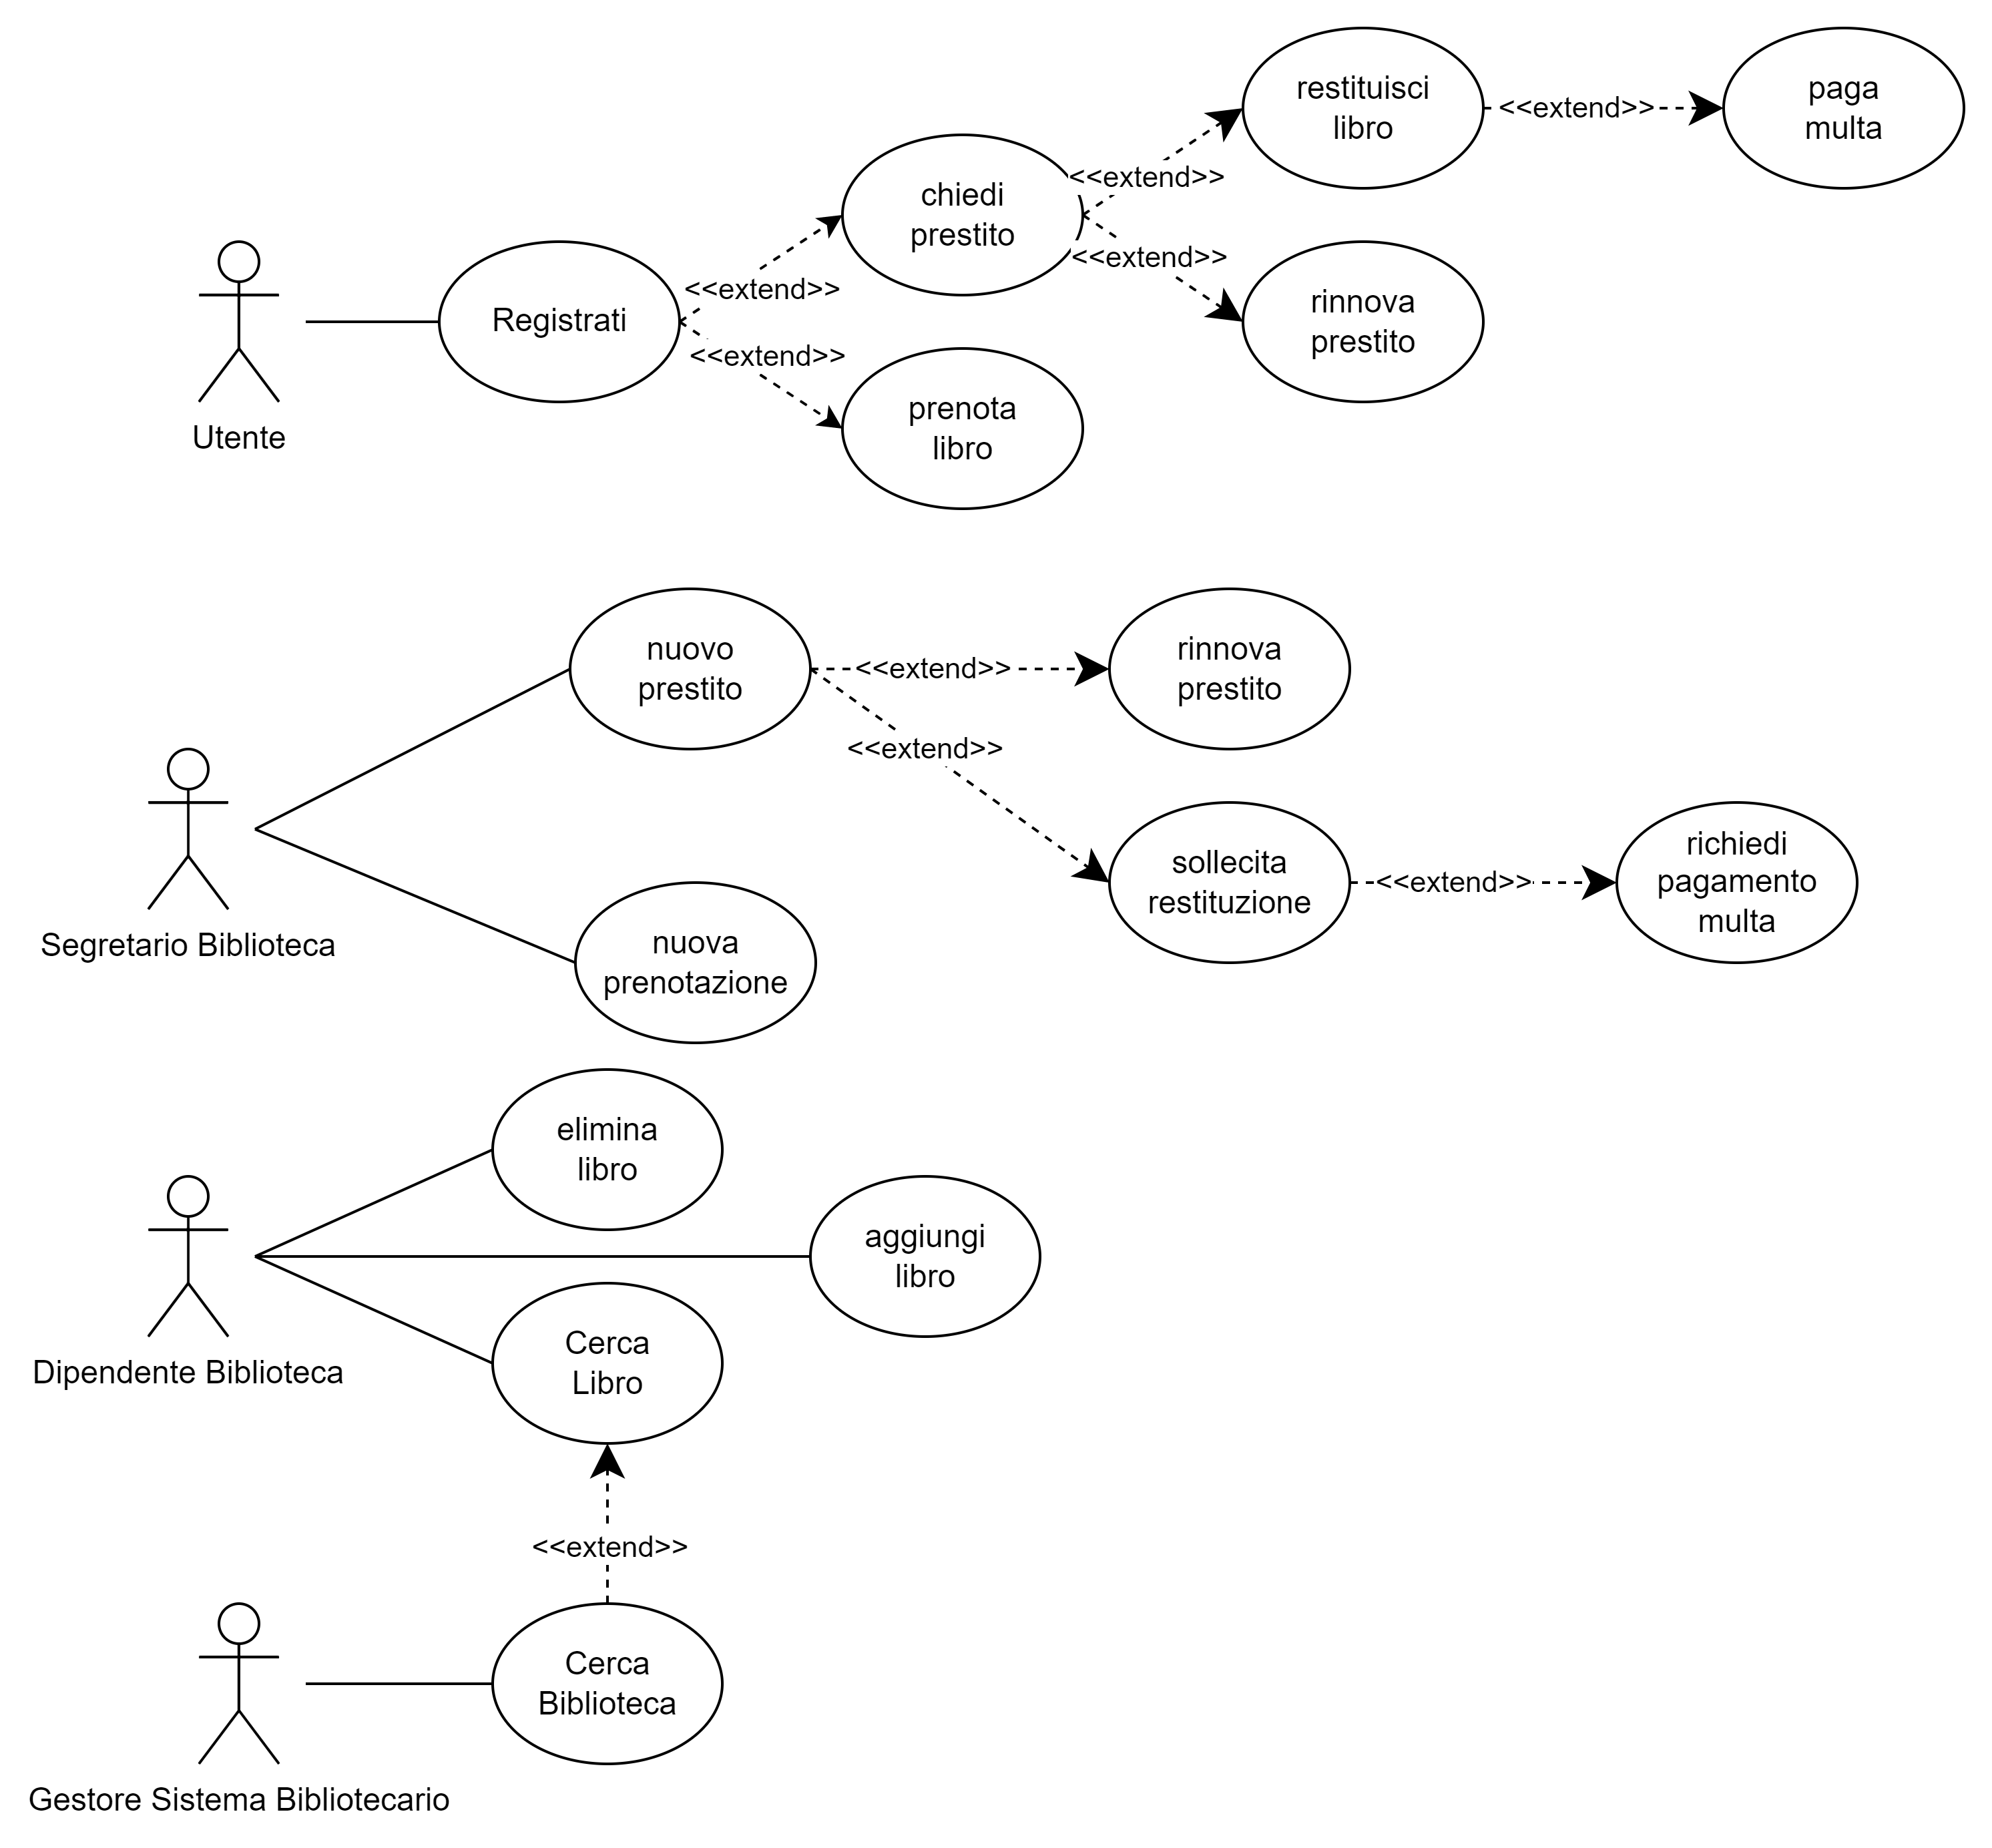 restituisci
libro
<<extend>>
paga
multa
chiedi
prestito
<<extend>>
<<extend>>
rinnova
prestito
Registrati
<<extend>>
<<extend>>
prenota
libro
Utente
nuovo
prestito
<<extend>>
rinnova
prestito
<<extend>>
sollecita
restituzione
<<extend>>
richiedi
pagamento
multa
Segretario Biblioteca
nuova
prenotazione
elimina
libro
aggiungi
libro
Cerca
Libro
Dipendente Biblioteca
<<extend>>
Cerca
Biblioteca
Gestore Sistema Bibliotecario